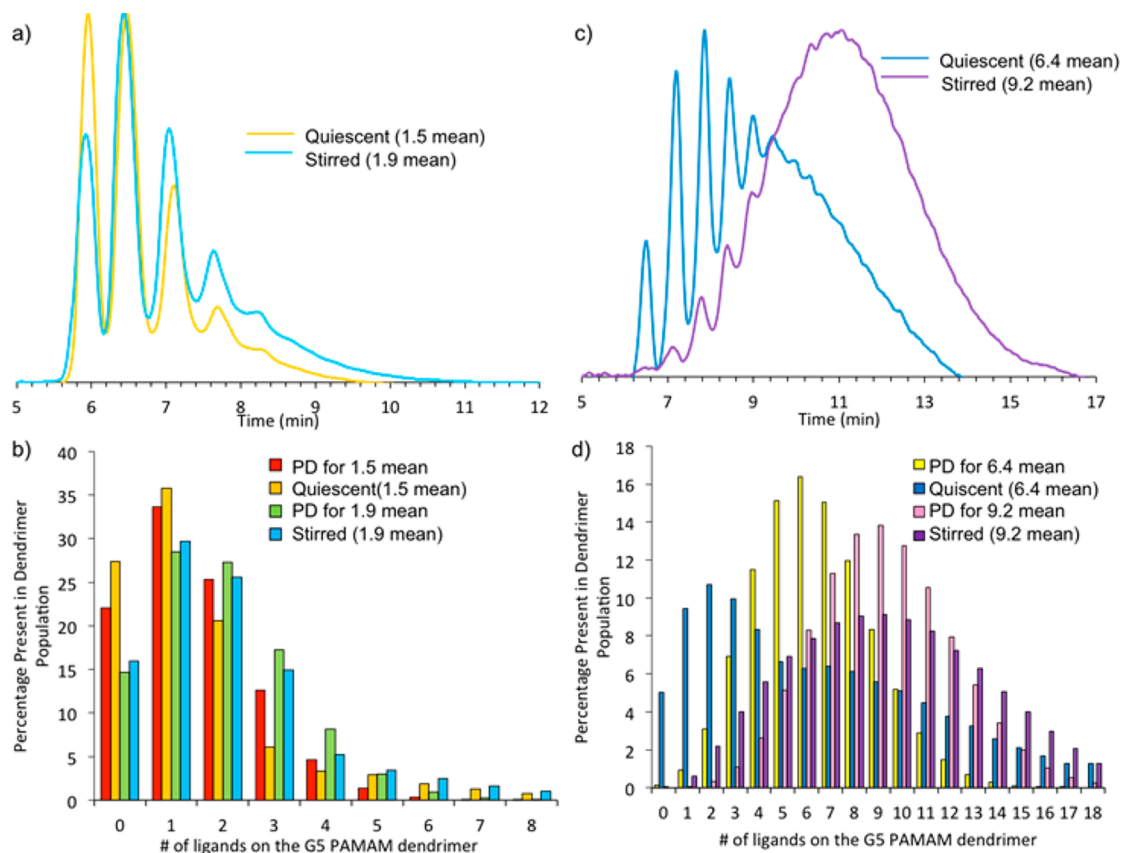 a)
Quiescent (1.5 mean)
Stirred (1.9 mean)
5 6 7 8 9 10 11 12
Time (min)
c)
Quiescent (6.4 mean)
Stirred (9.2 mean)
5 7 9 11 13 15 17
Time (min)
b)
Percentage Present in Dendrimer
Population
40
35
30
25
20
15
10
5
0
PD for 1.5 mean
Quiescent(1.5 mean)
PD for 1.9 mean
Stirred (1.9 mean)
0 1 2 3 4 5 6 7 8
# of ligands on the G5 PAMAM dendrimer
d)
Percentage Present in Dendrimer
Population
18
16
14
12
10
8
6
4
2
0
PD for 6.4 mean
Quiscent (6.4 mean)
PD for 9.2 mean
Stirred (9.2 mean)
0 1 2 3 4 5 6 7 8 9 10 11 12 13 14 15 16 17 18
# of ligands on the G5 PAMAM dendrimer